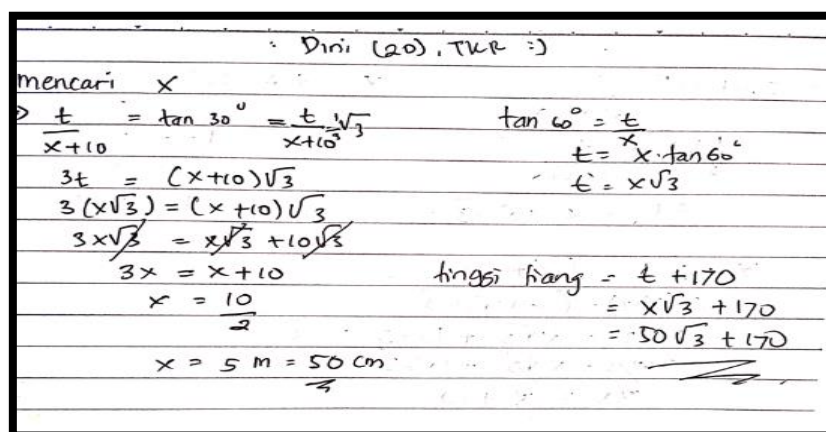 : Dini (20), TKR :)
mencari x
t/(x+10) = tan 30° = t/(x+10) = 1/3 √3
3t = (x+10)√3
3(x√3) = (x+10)√3
3x√3 = x√3 + 10√3
3x = x+10
x = 10/2
x = 5 m = 50 cm
tan 60° = t/x
t = x.tan 60°
t = x√3
tinggi tiang = t + 170
= x√3 + 170
= 50√3 + 170